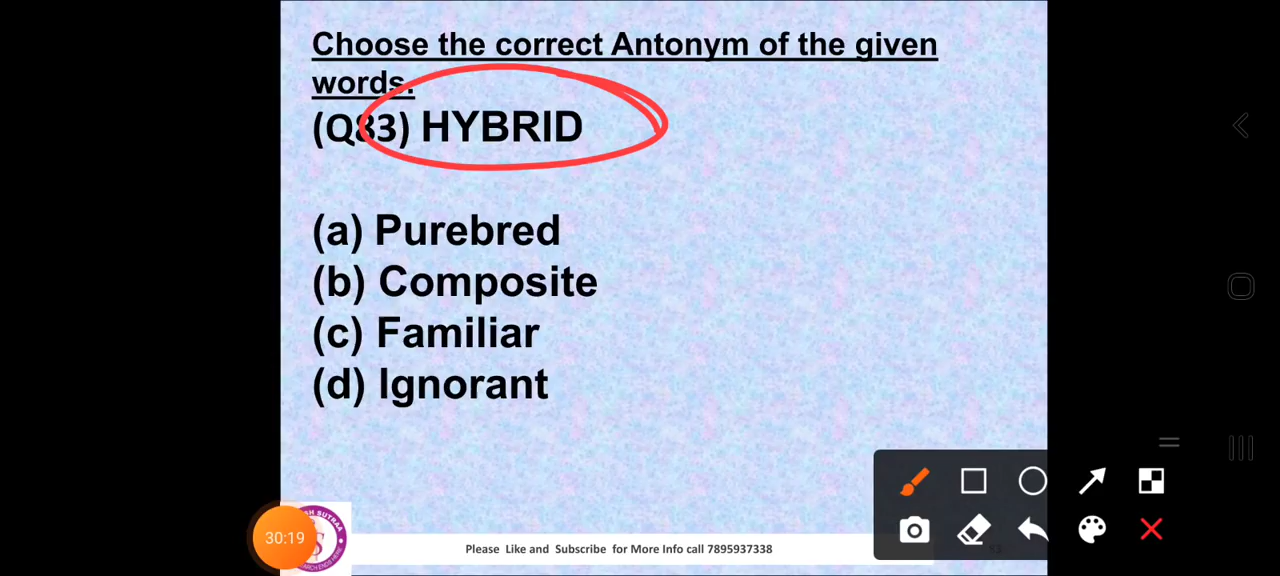 Choose the correct Antonym of the given
words.
(Q83) HYBRID
(a) Purebred
(b) Composite
(c) Familiar
(d) Ignorant
30:19
Please Like and Subscribe for More Info call 7895937338